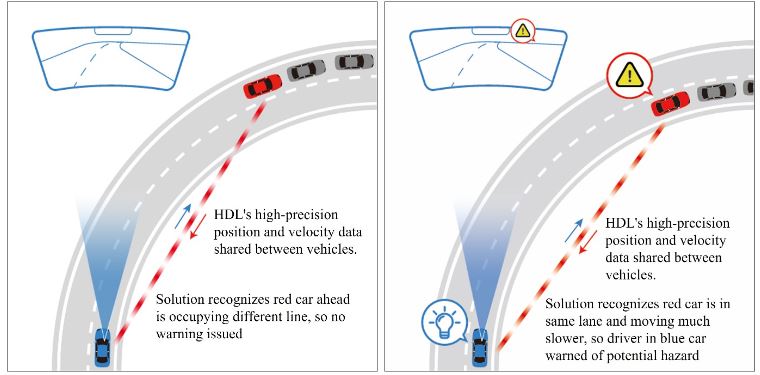 HDL's high-precision
position and velocity data
shared between vehicles.
Solution recognizes red car ahead
is occupying different line, so no
warning issued
HDL's high-precision
position and velocity
data shared between
vehicles.
Solution recognizes red car is in
same lane and moving much
slower, so driver in blue car
warned of potential hazard